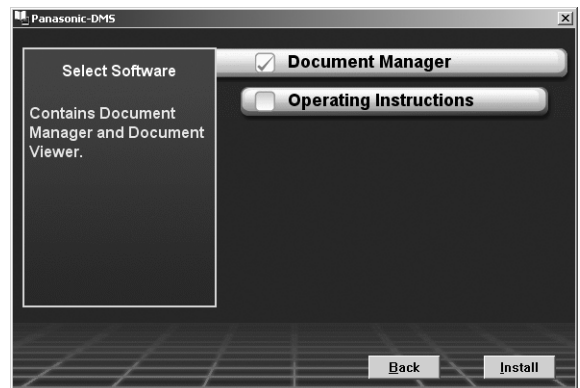 Panasonic-DMS
Select Software
Contains Document
Manager and Document
Viewer.
Document Manager
Operating Instructions
Back
Install